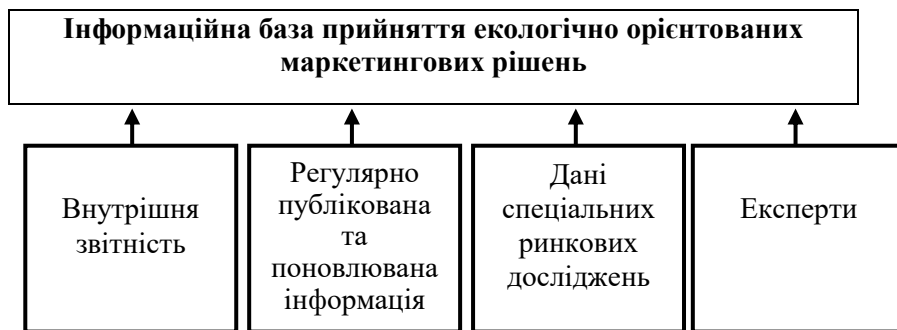 Інформаційна база прийняття екологічно орієнтованих
маркетингових рішень
Внутрішня
звітність
Регулярно
публікована
та
поновлювана
інформація
Дані
спеціальних
ринкових
досліджень
Експерти